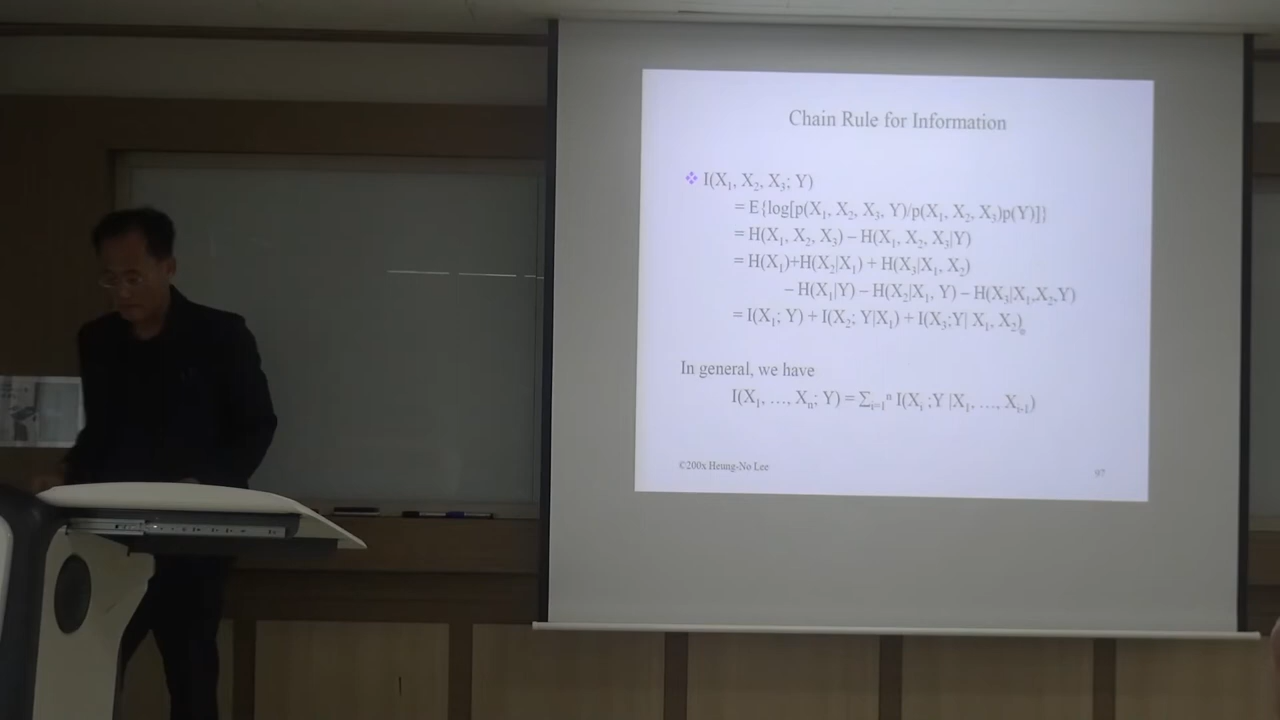 Chain Rule for Information
❖ I(X₁, X₂, X₃; Y)
= E{log[p(X₁, X₂, X₃, Y)/p(X₁, X₂, X₃)p(Y)]}
= H(X₁, X₂, X₃) – H(X₁, X₂, X₃|Y)
= H(X₁)+H(X₂|X₁) + H(X₃|X₁, X₂)
– H(X₁|Y) – H(X₂|X₁, Y) – H(X₃|X₁,X₂,Y)
= I(X₁; Y) + I(X₂; Y|X₁) + I(X₃;Y| X₁, X₂)
In general, we have
I(X₁, …, Xₙ; Y) = ∑ᵢ₌₁ⁿ I(Xᵢ ;Y |X₁, …, Xᵢ₋₁)
©200x Heung-No Lee
97